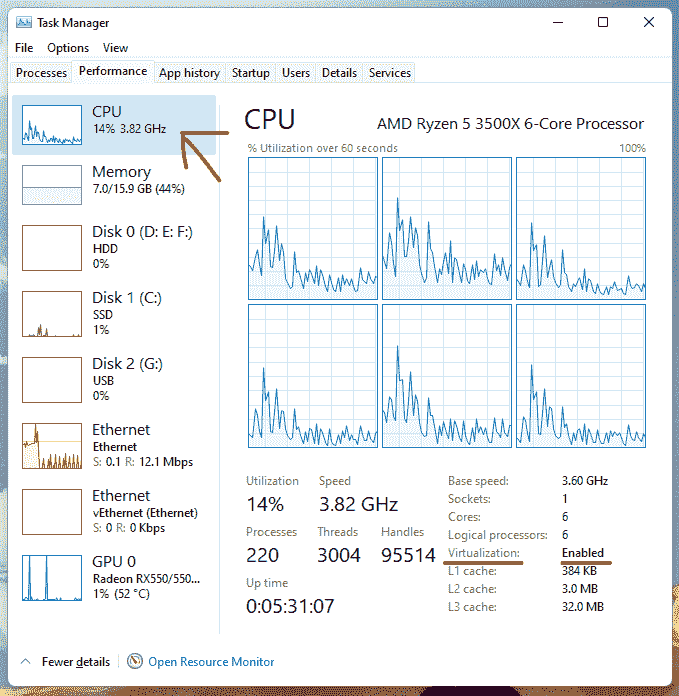 Task Manager
File Options View
Processes Performance App history Startup Users Details Services
CPU
14% 3.82 GHz
Memory
7.0/15.9 GB (44%)
Disk 0 (D: E: F:)
HDD
0%
Disk 1 (C:)
SSD
1%
Disk 2 (G:)
USB
0%
Ethernet
Ethernet
S: 0.1 R: 12.1 Mbps
Ethernet
vEthernet (Ethernet)
S: 0 R: 0 Kbps
GPU 0
Radeon RX550/550...
1% (52 °C)
CPU AMD Ryzen 5 3500X 6-Core Processor
% Utilization over 60 seconds 100%
Utilization Speed
14% 3.82 GHz
Processes Threads Handles
220 3004 95514
Up time
0:05:31:07
Base speed: 3.60 GHz
Sockets: 1
Cores: 6
Logical processors: 6
Virtualization: Enabled
L1 cache: 384 KB
L2 cache: 3.0 MB
L3 cache: 32.0 MB
Fewer details Open Resource Monitor